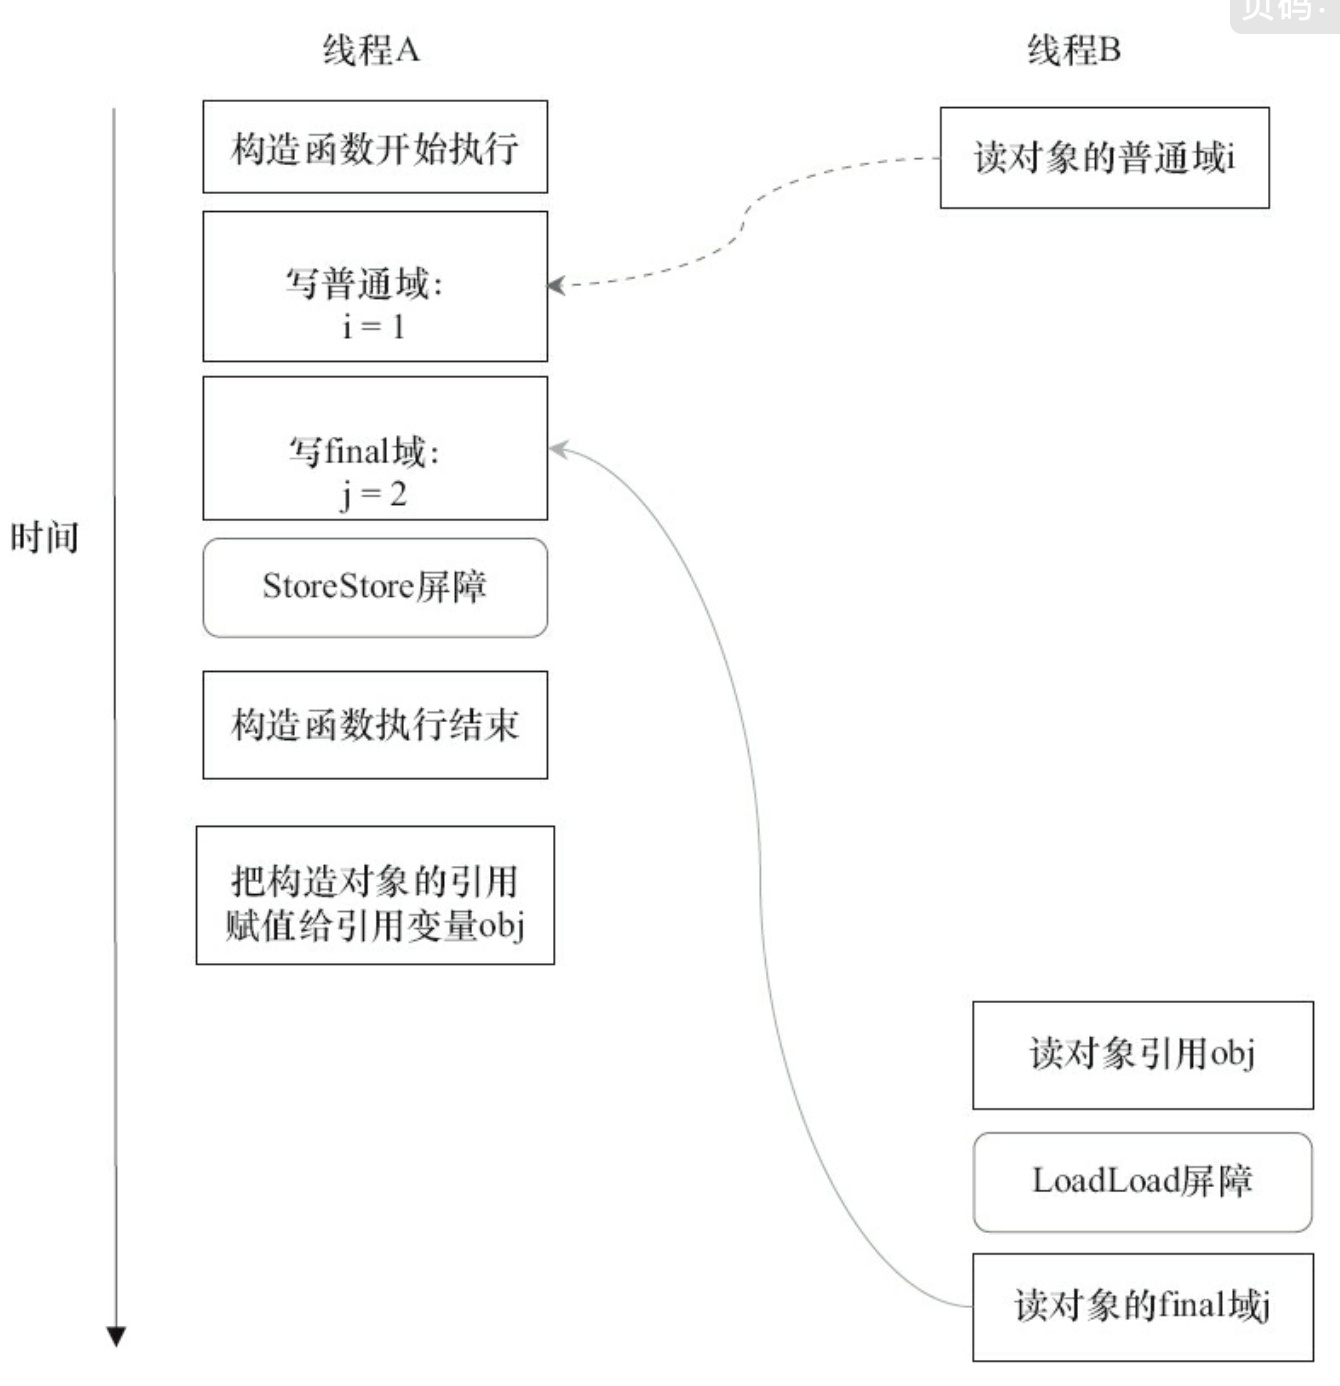 页码:
线程A
线程B
构造函数开始执行
读对象的普通域i
写普通域:
i = 1
写final域:
j = 2
时间
StoreStore屏障
构造函数执行结束
把构造对象的引用
赋值给引用变量obj
读对象引用obj
LoadLoad屏障
读对象的final域j